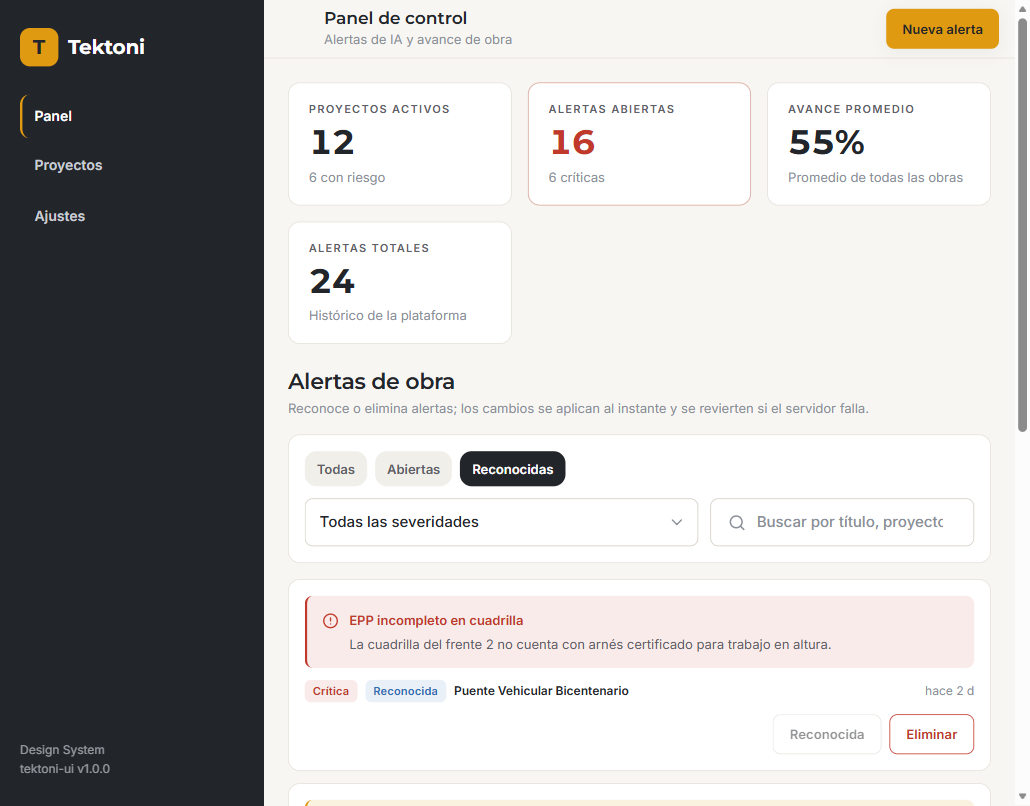 T Tektoni
Panel
Proyectos
Ajustes
Design System
tektoni-ui v1.0.0
Panel de control
Alertas de IA y avance de obra
Nueva alerta
PROYECTOS ACTIVOS
12
6 con riesgo
ALERTAS ABIERTAS
16
6 críticas
AVANCE PROMEDIO
55%
Promedio de todas las obras
ALERTAS TOTALES
24
Histórico de la plataforma
Alertas de obra
Reconoce o elimina alertas; los cambios se aplican al instante y se revierten si el servidor falla.
Todas Abiertas Reconocidas
Todas las severidades
Buscar por título, proyecto
EPP incompleto en cuadrilla
La cuadrilla del frente 2 no cuenta con arnés certificado para trabajo en altura.
Crítica Reconocida Puente Vehicular Bicentenario hace 2 d
Reconocida Eliminar